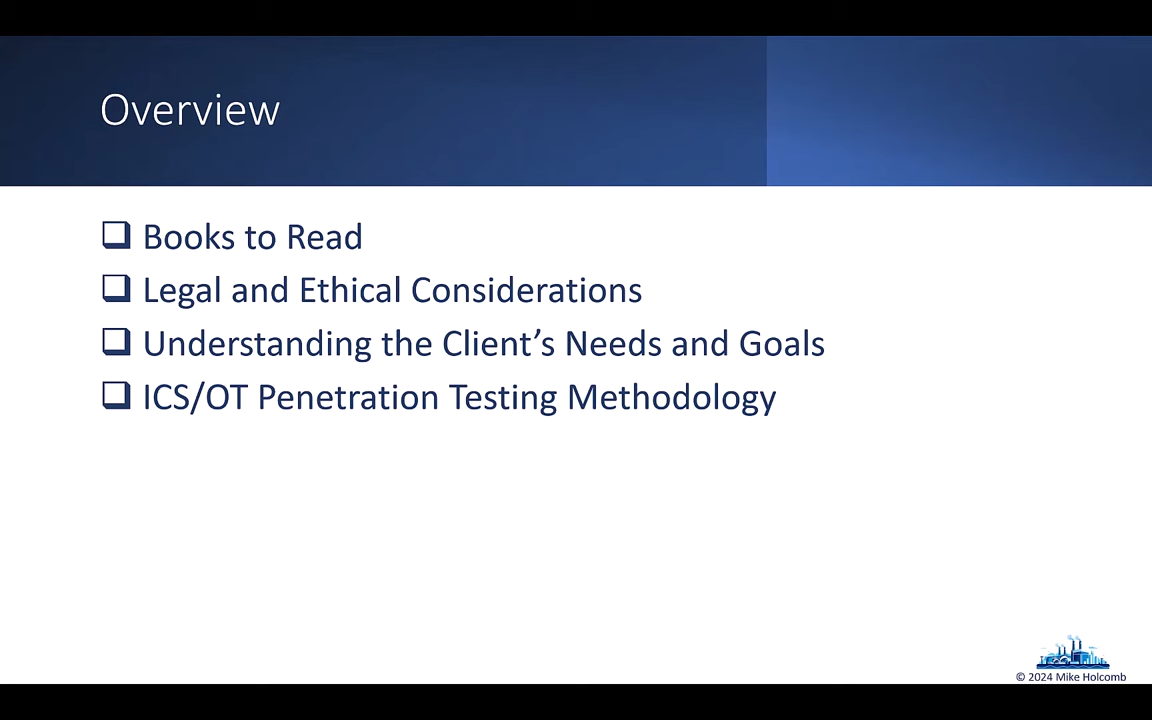 Overview
Books to Read
Legal and Ethical Considerations
Understanding the Client’s Needs and Goals
ICS/OT Penetration Testing Methodology
© 2024 Mike Holcomb